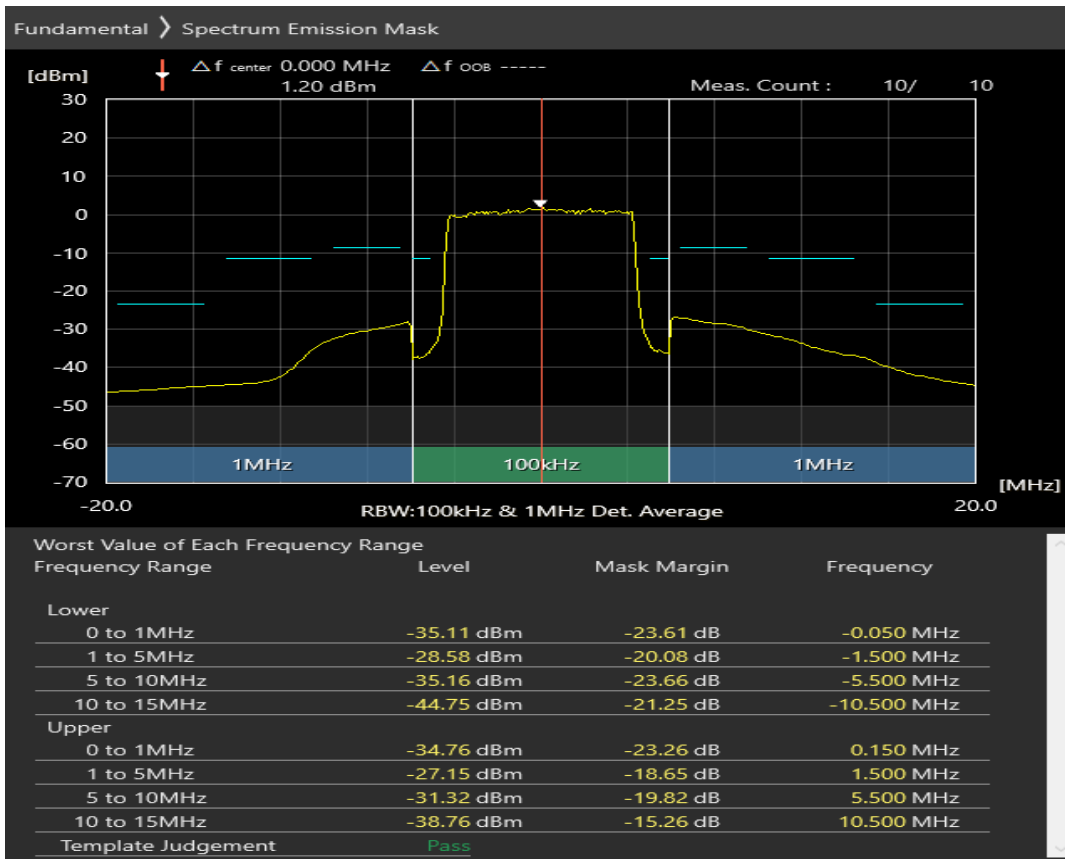 Fundamental ❯ Spectrum Emission Mask
[dBm] △f center 0.000 MHz △f OOB -----
1.20 dBm Meas. Count : 10/ 10
30
20
10
0
-10
-20
-30
-40
-50
-60
1MHz 100kHz 1MHz
-70
[MHz]
-20.0 RBW:100kHz & 1MHz Det. Average 20.0
Worst Value of Each Frequency Range
Frequency Range Level Mask Margin Frequency
Lower
0 to 1MHz -35.11 dBm -23.61 dB -0.050 MHz
1 to 5MHz -28.58 dBm -20.08 dB -1.500 MHz
5 to 10MHz -35.16 dBm -23.66 dB -5.500 MHz
10 to 15MHz -44.75 dBm -21.25 dB -10.500 MHz
Upper
0 to 1MHz -34.76 dBm -23.26 dB 0.150 MHz
1 to 5MHz -27.15 dBm -18.65 dB 1.500 MHz
5 to 10MHz -31.32 dBm -19.82 dB 5.500 MHz
10 to 15MHz -38.76 dBm -15.26 dB 10.500 MHz
Template Judgement Pass